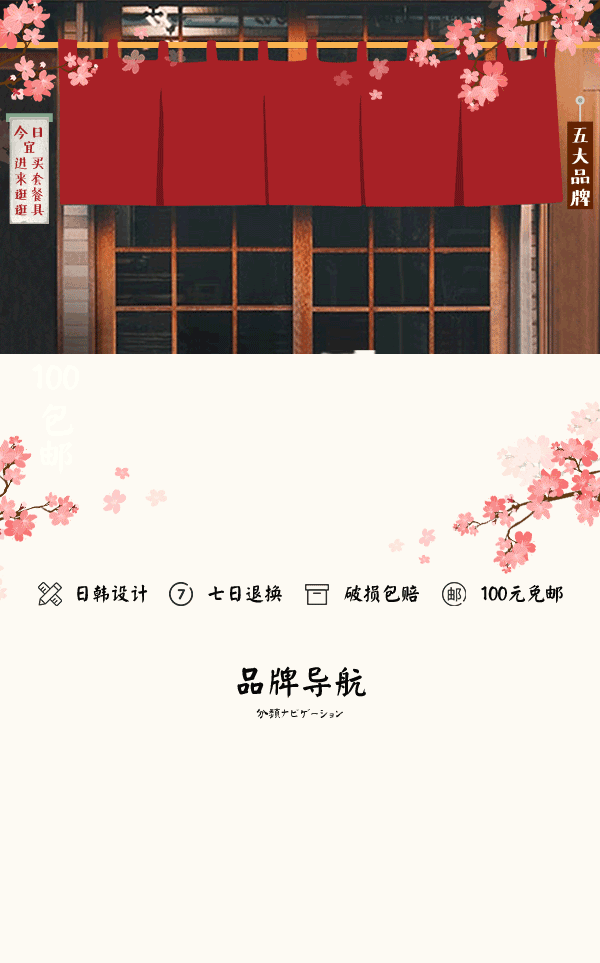 今日
宜买套餐具
进来逛逛
五大品牌
100
包
邮
日韩设计
7
七日退换
破损包赔
邮
100元免邮
品牌导航
分類ナビゲーション